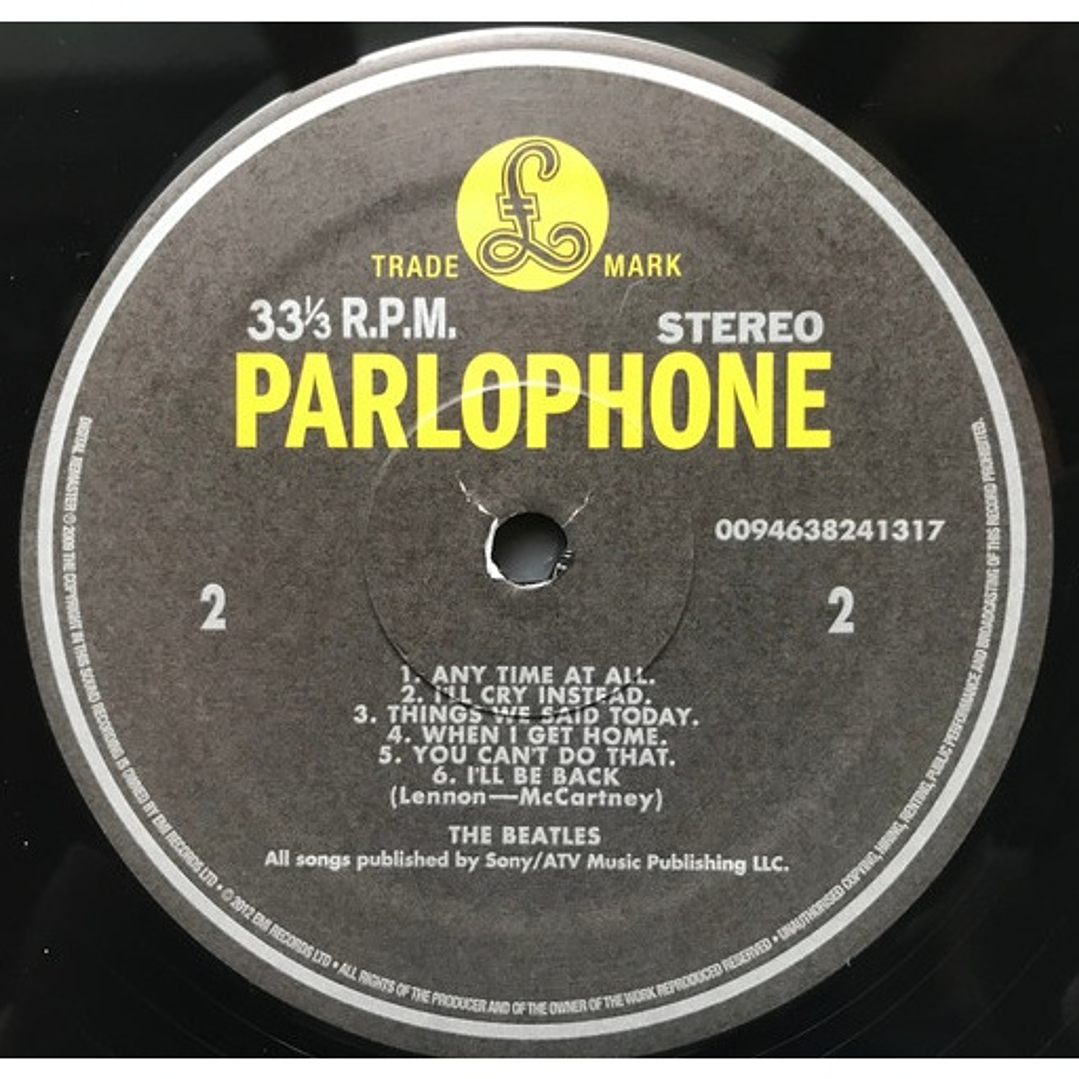 £
TRADE MARK
33⅓ R.P.M. STEREO
PARLOPHONE
0094638241317
2 2
1. ANY TIME AT ALL.
2. I'LL CRY INSTEAD.
3. THINGS WE SAID TODAY.
4. WHEN I GET HOME.
5. YOU CAN'T DO THAT.
6. I'LL BE BACK
(Lennon—McCartney)
THE BEATLES
All songs published by Sony/ATV Music Publishing LLC.
DIGITAL REMASTER ℗ 2009 THE COPYRIGHT IN THIS SOUND RECORDING IS OWNED BY EMI RECORDS LTD • © 2012 EMI RECORDS LTD • ALL RIGHTS OF THE PRODUCER AND OF THE OWNER OF THE WORK REPRODUCED RESERVED • UNAUTHORISED COPYING, HIRING, RENTING, PUBLIC PERFORMANCE AND BROADCASTING OF THIS RECORD PROHIBITED.